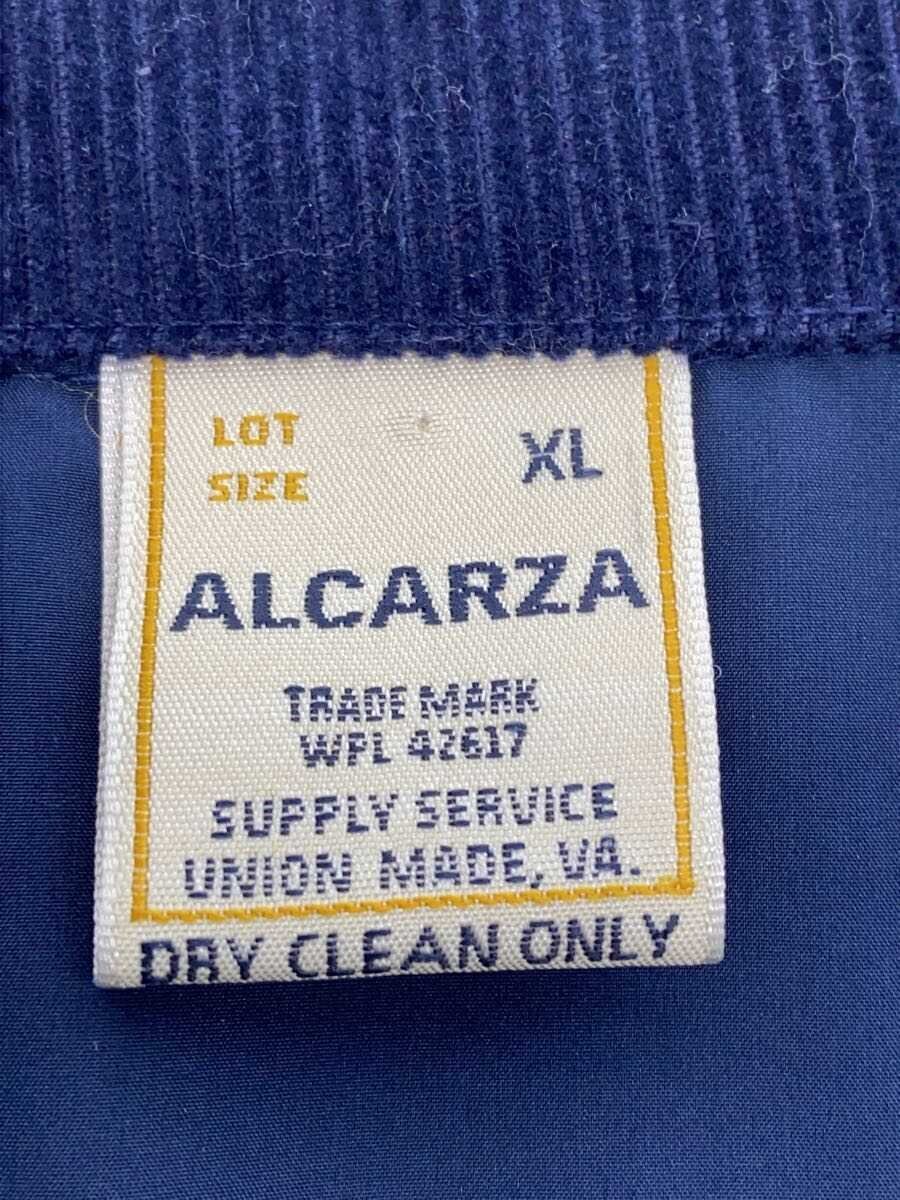 LOT
SIZE XL
ALCARZA
TRADE MARK
WPL 42617
SUPPLY SERVICE
UNION MADE, VA.
DRY CLEAN ONLY